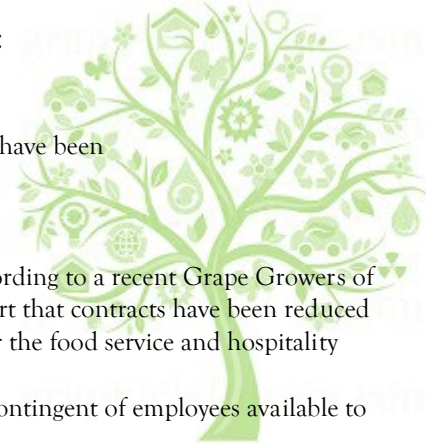 :
have been
ording to a recent Grape Growers of
rt that contracts have been reduced
r the food service and hospitality
ontingent of employees available to